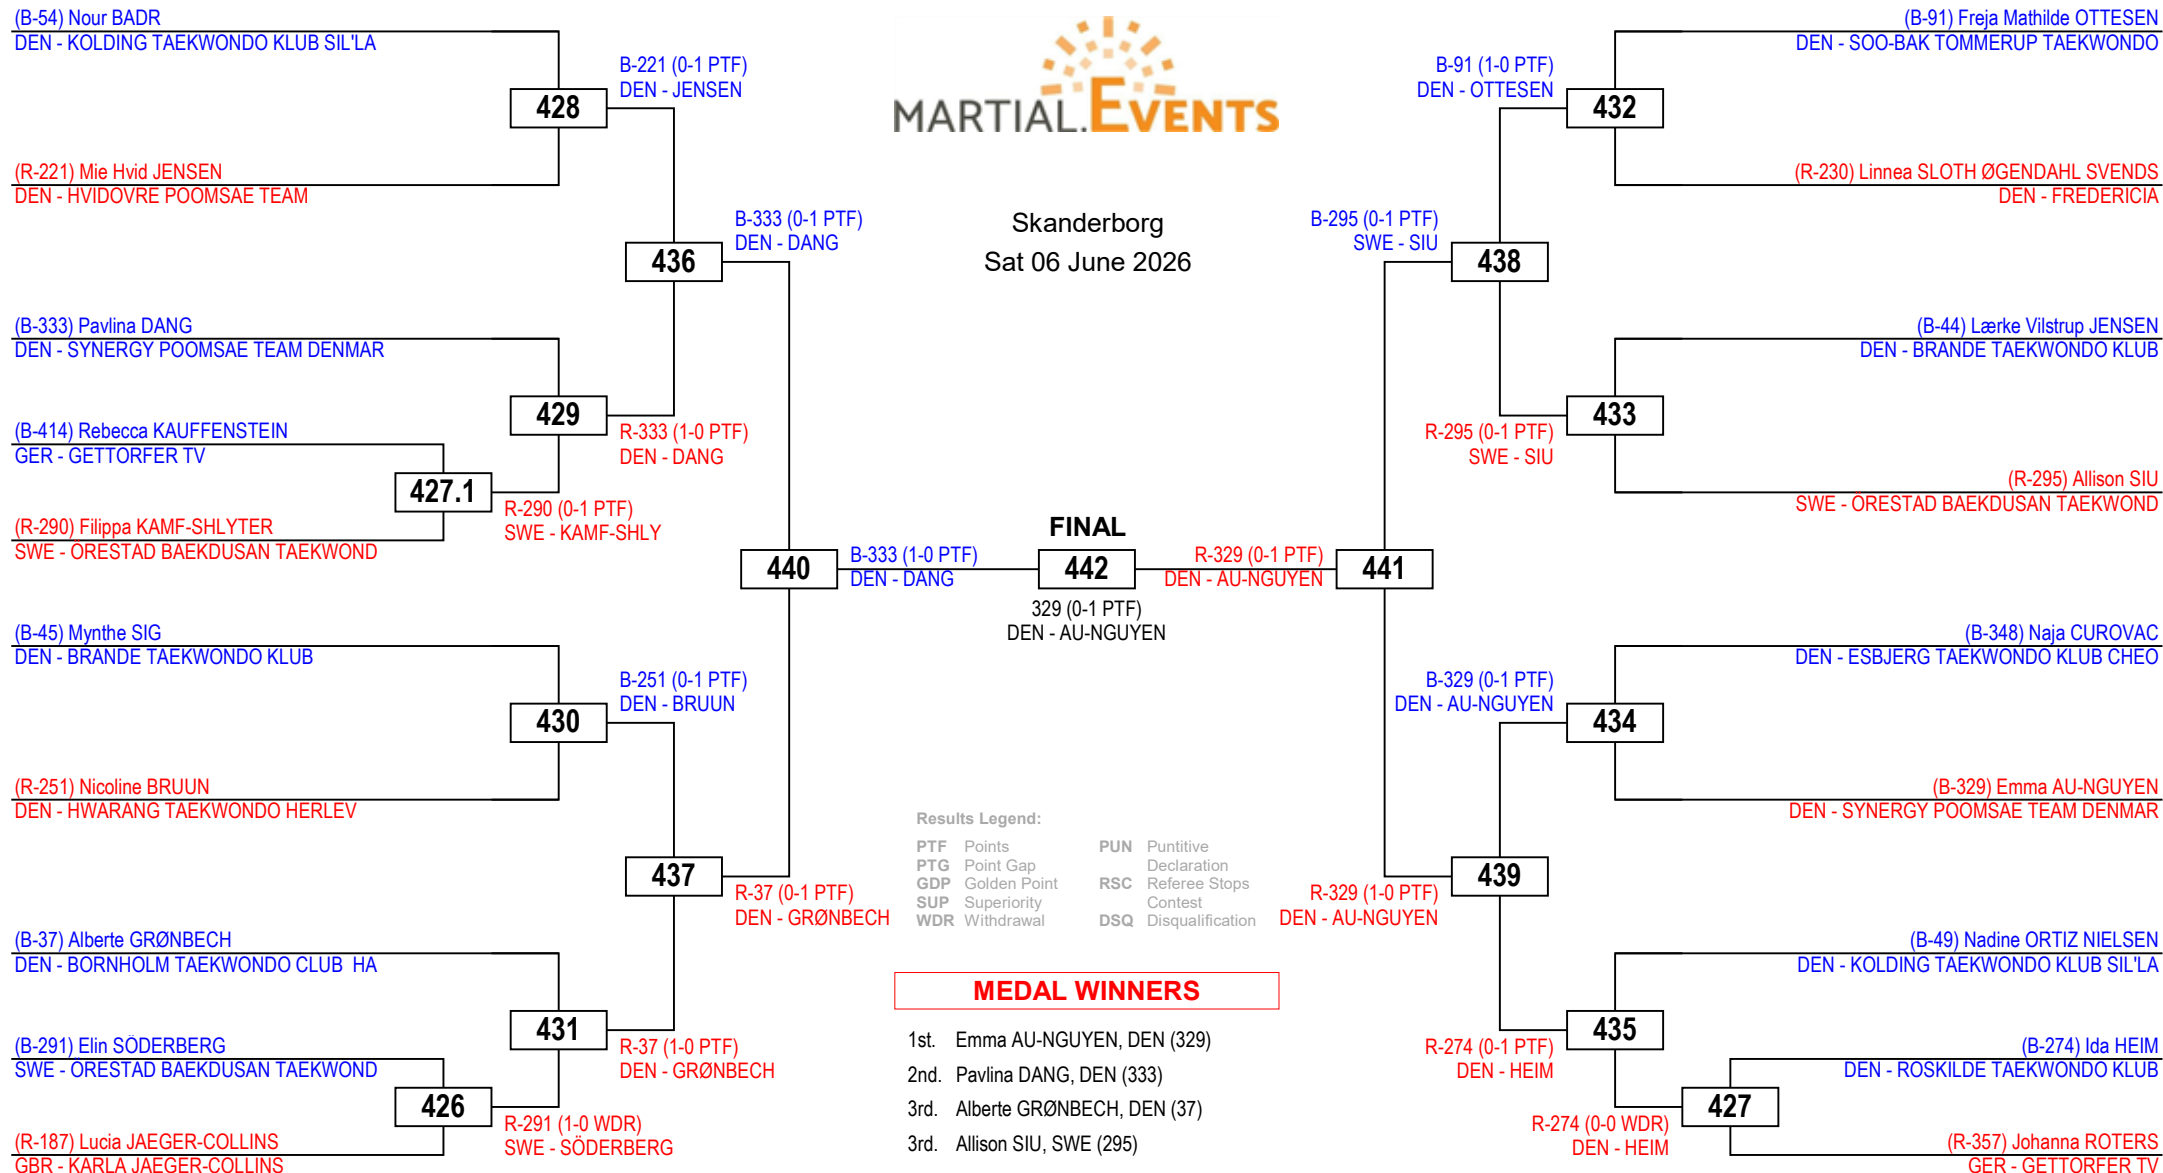 (B-54) Nour BADR
DEN - KOLDING TAEKWONDO KLUB SIL'LA
B-221 (0-1 PTF)
DEN - JENSEN
428
(R-221) Mie Hvid JENSEN
DEN - HVIDOVRE POOMSAE TEAM
B-333 (0-1 PTF)
DEN - DANG
436
(B-333) Pavlina DANG
DEN - SYNERGY POOMSAE TEAM DENMAR
429
R-333 (1-0 PTF)
DEN - DANG
(B-414) Rebecca KAUFFENSTEIN
GER - GETTORFER TV
427.1
R-290 (0-1 PTF)
SWE - KAMF-SHLY
(R-290) Filippa KAMF-SHLYTER
SWE - ÖRESTAD BAEKDUSAN TAEKWOND
440
B-333 (1-0 PTF)
DEN - DANG
(B-45) Mynthe SIG
DEN - BRANDE TAEKWONDO KLUB
B-251 (0-1 PTF)
DEN - BRUUN
430
(R-251) Nicoline BRUUN
DEN - HWARANG TAEKWONDO HERLEV
437
R-37 (0-1 PTF)
DEN - GRØNBECH
(B-37) Alberte GRØNBECH
DEN - BORNHOLM TAEKWONDO CLUB  HA
431
R-37 (1-0 PTF)
DEN - GRØNBECH
(B-291) Elin SÖDERBERG
SWE - ÖRESTAD BAEKDUSAN TAEKWOND
426
R-291 (1-0 WDR)
SWE - SÖDERBERG
(R-187) Lucia JAEGER-COLLINS
GBR - KARLA JAEGER-COLLINS
MARTIAL.EVENTS
Skanderborg
Sat 06 June 2026
FINAL
442
329 (0-1 PTF)
DEN - AU-NGUYEN
Results Legend:
PTF Points
PTG Point Gap
GDP Golden Point
SUP Superiority
WDR Withdrawal
PUN Puntitive
Declaration
RSC Referee Stops
Contest
DSQ Disqualification
MEDAL WINNERS
1st. Emma AU-NGUYEN, DEN (329)
2nd. Pavlina DANG, DEN (333)
3rd. Alberte GRØNBECH, DEN (37)
3rd. Allison SIU, SWE (295)
(B-91) Freja Mathilde OTTESEN
DEN - SOO-BAK TOMMERUP TAEKWONDO
B-91 (1-0 PTF)
DEN - OTTESEN
432
(R-230) Linnea SLOTH ØGENDAHL SVENDS
DEN - FREDERICIA
B-295 (0-1 PTF)
SWE - SIU
438
(B-44) Lærke Vilstrup JENSEN
DEN - BRANDE TAEKWONDO KLUB
433
R-295 (0-1 PTF)
SWE - SIU
(R-295) Allison SIU
SWE - ÖRESTAD BAEKDUSAN TAEKWOND
R-329 (0-1 PTF)
DEN - AU-NGUYEN
441
(B-348) Naja CUROVAC
DEN - ESBJERG TAEKWONDO KLUB CHEO
B-329 (0-1 PTF)
DEN - AU-NGUYEN
434
(B-329) Emma AU-NGUYEN
DEN - SYNERGY POOMSAE TEAM DENMAR
439
R-329 (1-0 PTF)
DEN - AU-NGUYEN
(B-49) Nadine ORTIZ NIELSEN
DEN - KOLDING TAEKWONDO KLUB SIL'LA
435
R-274 (0-1 PTF)
DEN - HEIM
(B-274) Ida HEIM
DEN - ROSKILDE TAEKWONDO KLUB
427
R-274 (0-0 WDR)
DEN - HEIM
(R-357) Johanna ROTERS
GER - GETTORFER TV